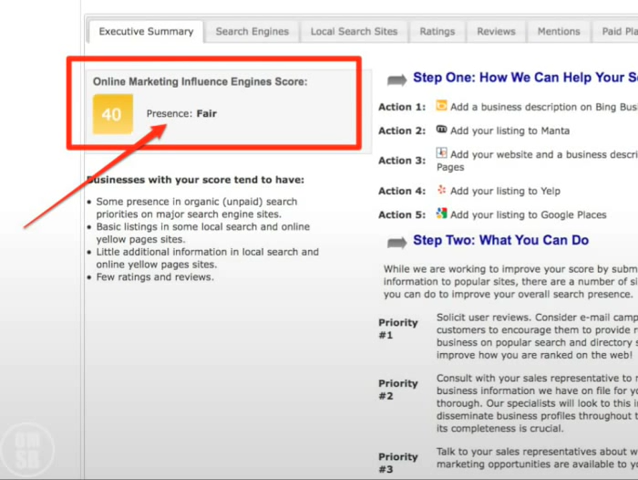 Executive Summary
Search Engines
Local Search Sites
Ratings
Reviews
Mentions
Paid
Online Marketing Influence Engines Score:
40
Presence: Fair
Businesses with your score tend to have:
Some presence in organic (unpaid) search
priorities on major search engine sites.
Basic listings in some local search and online
yellow pages sites.
Little additional information in local search and
online yellow pages sites.
Few ratings and reviews.
Step One: How We Can Help Your
Action 1: Add a business description on Bing
Action 2: Add your listing to Manta
Action 3: Add your website and a business
Pages
Action 4: Add your listing to Yelp
Action 5: Add your listing to Google Places
Step Two: What You Can Do
While we are working to improve your score by
information to popular sites, there are a number of
you can do to improve your overall search presence.
Priority
#1
Solicit user reviews. Consider e-mail
customers to encourage them to provide
business on popular search and directory
improve how you are ranked on the web!
Priority
#2
Consult with your sales representative to
business information we have on file for
thorough. Our specialists will look to this
disseminate business profiles throughout
its completeness is crucial.
Priority
#3
Talk to your sales representatives about
marketing opportunities are available to
BM
SB